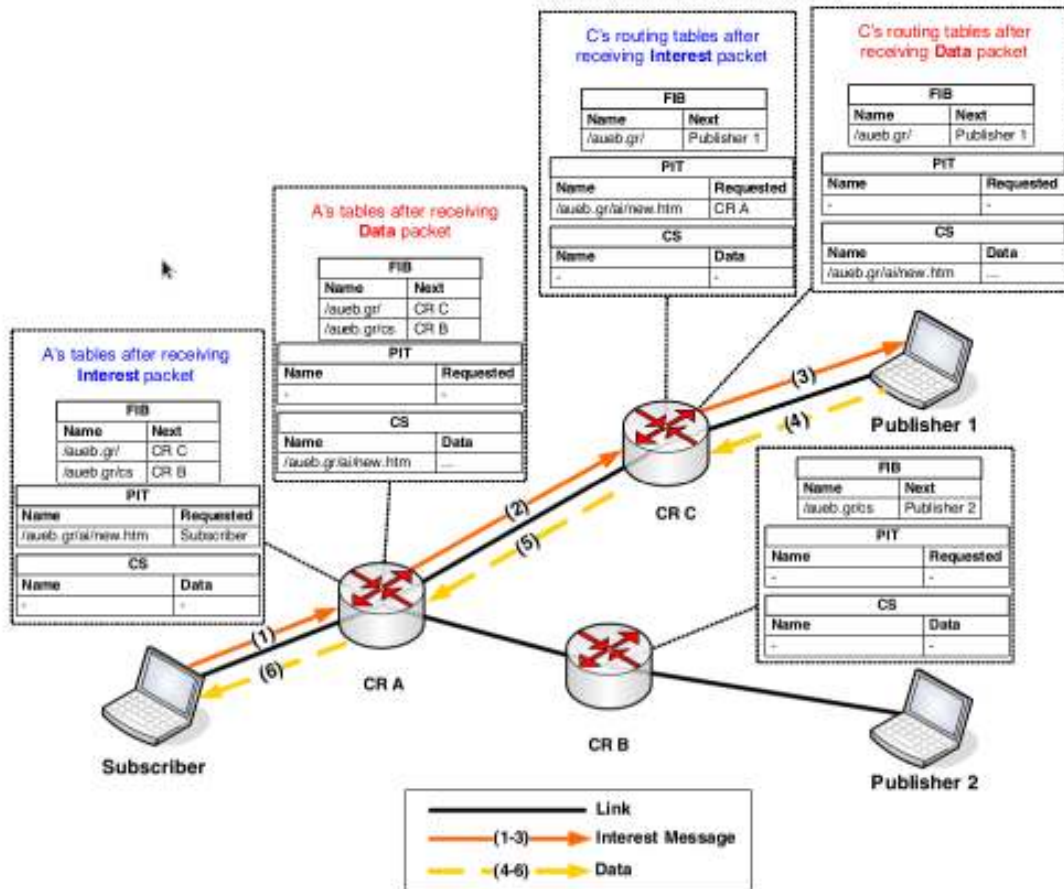 C's routing tables after
receiving Interest packet
FIB
Name Next
/aueb.gr/ Publisher 1
PIT
Name Requested
/aueb.gr/ai/new.htm CR A
CS
Name Data
- -
C's routing tables after
receiving Data packet
FIB
Name Next
/aueb.gr/ Publisher 1
PIT
Name Requested
- -
CS
Name Data
/aueb.gr/ai/new.htm ....
A's tables after receiving
Data packet
FIB
Name Next
/aueb.gr/ CR C
/aueb.gr/cs CR B
PIT
Name Requested
- -
CS
Name Data
/aueb.gr/ai/new.htm ....
A's tables after receiving
Interest packet
FIB
Name Next
/aueb.gr/ CR C
/aueb.gr/cs CR B
PIT
Name Requested
/aueb.gr/ai/new.htm Subscriber
CS
Name Data
- -
(3)
(4)
Publisher 1
CR C
(2)
(5)
FIB
Name Next
/aueb.gr/cs Publisher 2
PIT
Name Requested
- -
CS
Name Data
- -
(1)
(6)
CR A
Subscriber
CR B
Publisher 2
Link
(1-3) Interest Message
(4-6) Data